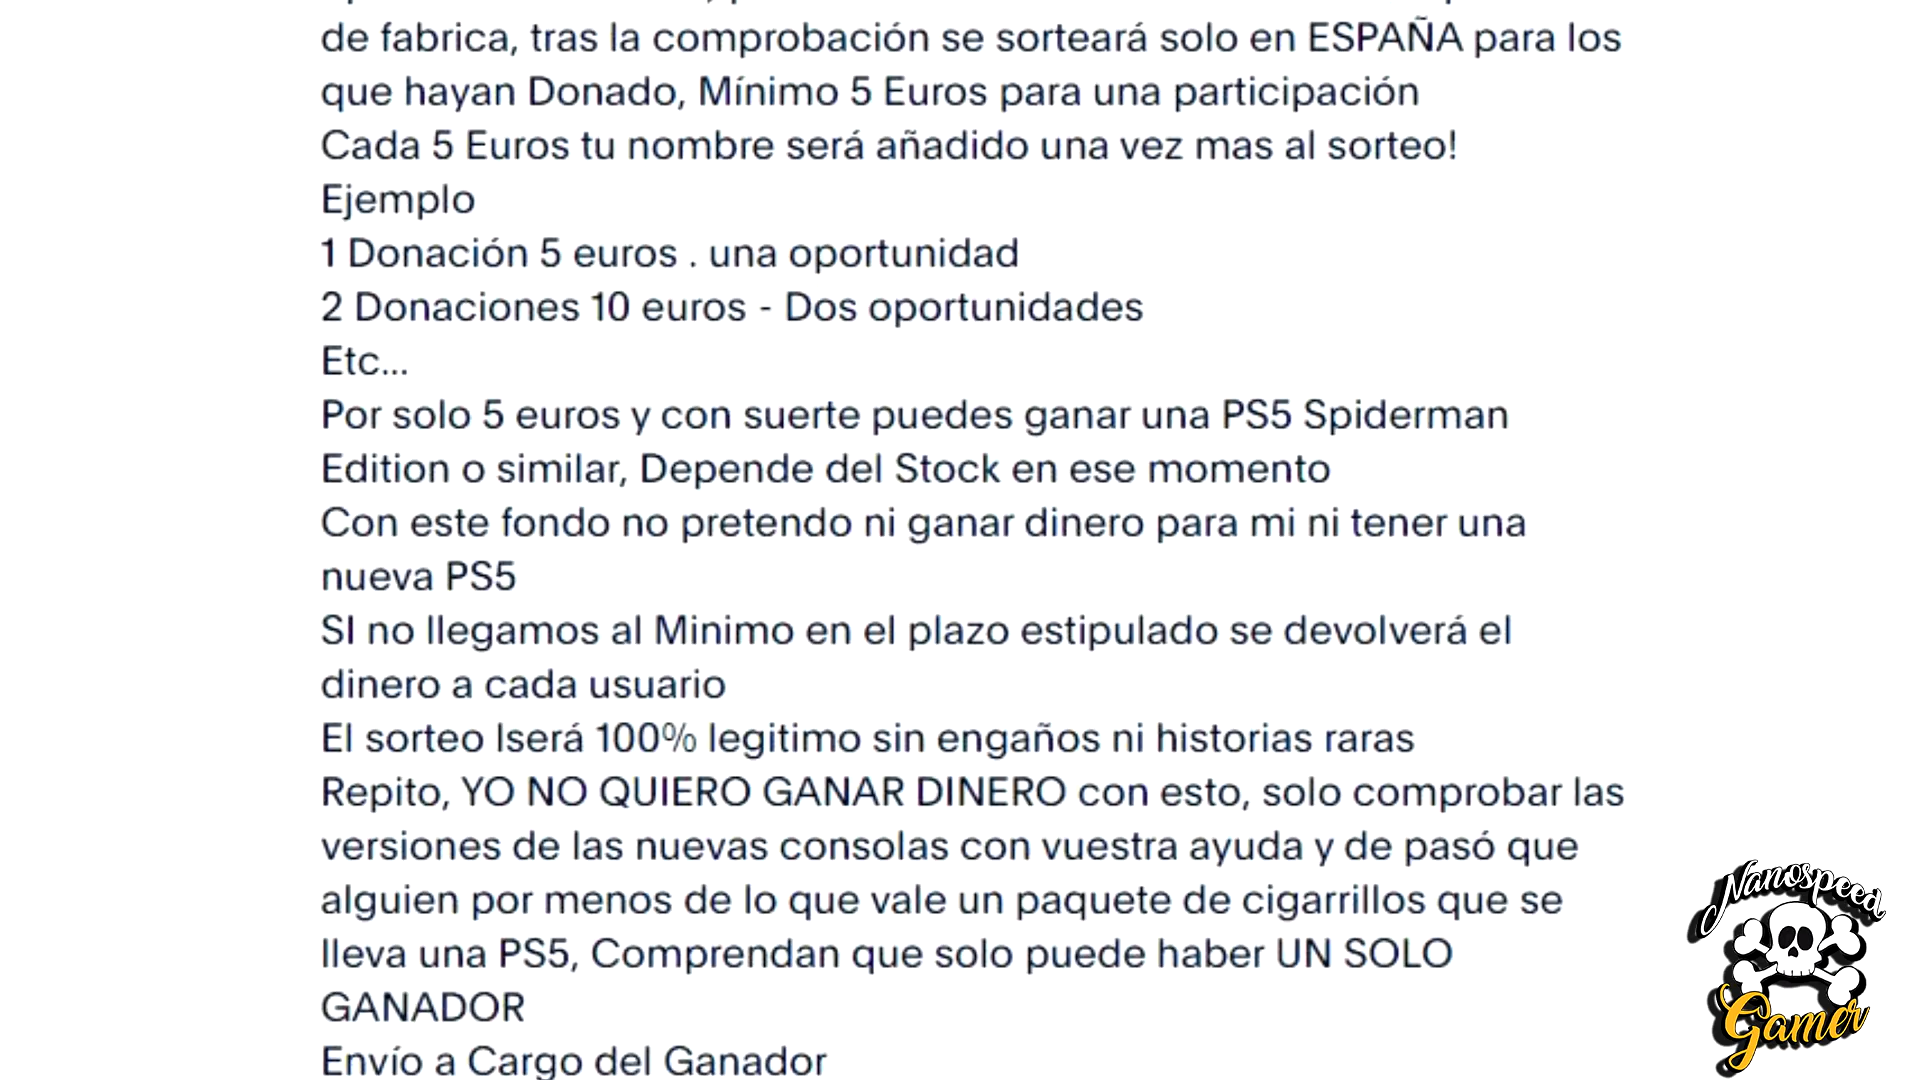 de fabrica, tras la comprobación se sorteará solo en ESPAÑA para los
que hayan Donado, Mínimo 5 Euros para una participación
Cada 5 Euros tu nombre será añadido una vez mas al sorteo!
Ejemplo
1 Donación 5 euros . una oportunidad
2 Donaciones 10 euros - Dos oportunidades
Etc...
Por solo 5 euros y con suerte puedes ganar una PS5 Spiderman
Edition o similar, Depende del Stock en ese momento
Con este fondo no pretendo ni ganar dinero para mi ni tener una
nueva PS5
SI no llegamos al Minimo en el plazo estipulado se devolverá el
dinero a cada usuario
El sorteo lserá 100% legitimo sin engaños ni historias raras
Repito, YO NO QUIERO GANAR DINERO con esto, solo comprobar las
versiones de las nuevas consolas con vuestra ayuda y de pasó que
alguien por menos de lo que vale un paquete de cigarrillos que se
lleva una PS5, Comprendan que solo puede haber UN SOLO
GANADOR
Envío a Cargo del Ganador
Nanospeed
Gamer